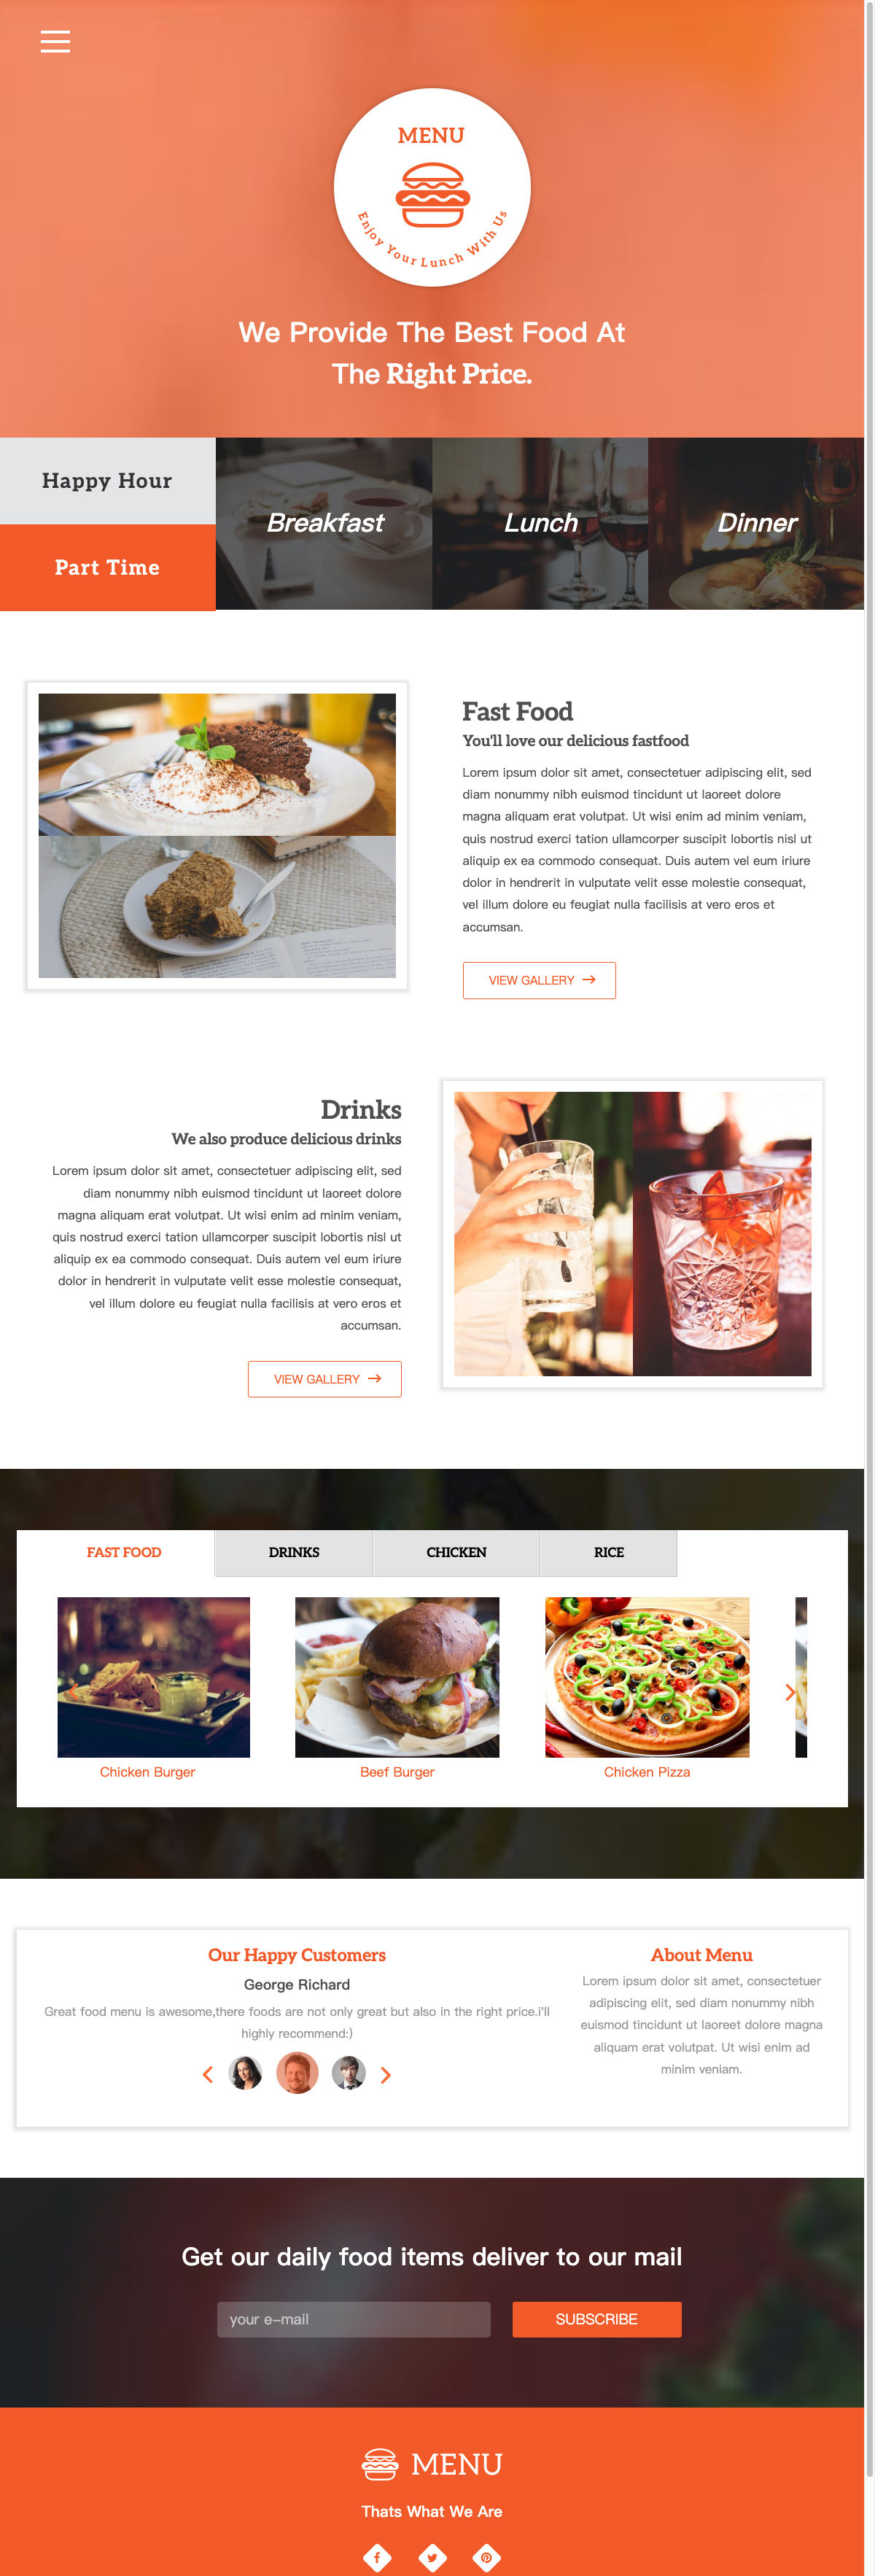 MENU
Enjoy Your Lunch With Us
We Provide The Best Food At
The Right Price.
Happy Hour
Part Time
Breakfast
Lunch
Dinner
Fast Food
You'll love our delicious fastfood
Lorem ipsum dolor sit amet, consectetuer adipiscing elit, sed
diam nonummy nibh euismod tincidunt ut laoreet dolore
magna aliquam erat volutpat. Ut wisi enim ad minim veniam,
quis nostrud exerci tation ullamcorper suscipit lobortis nisl ut
aliquip ex ea commodo consequat. Duis autem vel eum iriure
dolor in hendrerit in vulputate velit esse molestie consequat,
vel illum dolore eu feugiat nulla facilisis at vero eros et
accumsan.
VIEW GALLERY
Drinks
We also produce delicious drinks
Lorem ipsum dolor sit amet, consectetuer adipiscing elit, sed
diam nonummy nibh euismod tincidunt ut laoreet dolore
magna aliquam erat volutpat. Ut wisi enim ad minim veniam,
quis nostrud exerci tation ullamcorper suscipit lobortis nisl ut
aliquip ex ea commodo consequat. Duis autem vel eum iriure
dolor in hendrerit in vulputate velit esse molestie consequat,
vel illum dolore eu feugiat nulla facilisis at vero eros et
accumsan.
VIEW GALLERY
FAST FOOD
DRINKS
CHICKEN
RICE
Chicken Burger
Beef Burger
Chicken Pizza
Our Happy Customers
George Richard
Great food menu is awesome,there foods are not only great but also in the right price.i'll
highly recommend:)
About Menu
Lorem ipsum dolor sit amet, consectetuer
adipiscing elit, sed diam nonummy nibh
euismod tincidunt ut laoreet dolore magna
aliquam erat volutpat. Ut wisi enim ad
minim veniam.
Get our daily food items deliver to our mail
your e-mail
SUBSCRIBE
MENU
Thats What We Are